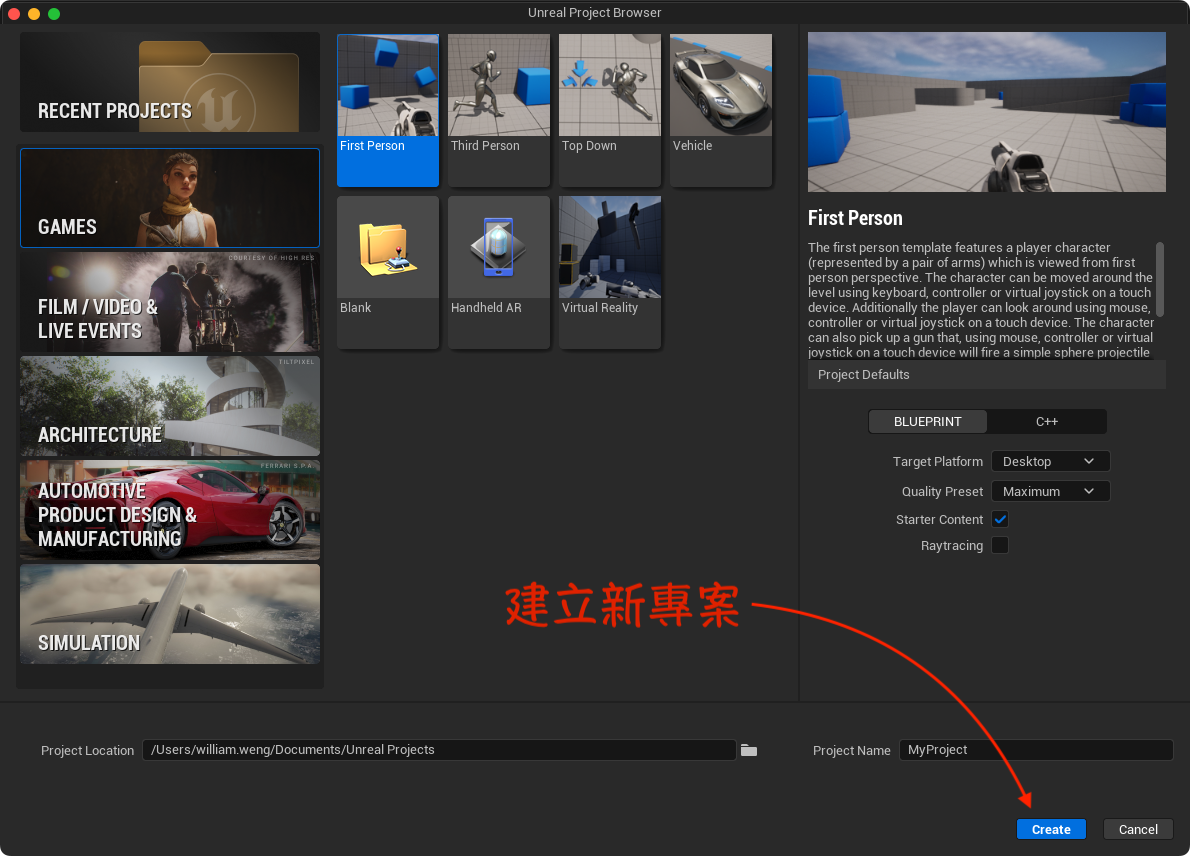 Unreal Project Browser
RECENT PROJECTS
GAMES
COURTESY OF HIGH RES
FILM / VIDEO &
LIVE EVENTS
TILTPIXEL
ARCHITECTURE
FERRARI S.P.A
AUTOMOTIVE
PRODUCT DESIGN &
MANUFACTURING
SIMULATION
First Person
Third Person
Top Down
Vehicle
Blank
Handheld AR
Virtual Reality
First Person
The first person template features a player character
(represented by a pair of arms) which is viewed from first
person perspective. The character can be moved around the
level using keyboard, controller or virtual joystick on a touch
device. Additionally the player can look around using mouse,
controller or virtual joystick on a touch device. The character
can also pick up a gun that, using mouse, controller or virtual
joystick on a touch device will fire a simple sphere projectile
Project Defaults
BLUEPRINT
C++
Target Platform
Desktop
Quality Preset
Maximum
Starter Content
Raytracing
建立新專案
Project Location
/Users/william.weng/Documents/Unreal Projects
Project Name
MyProject
Create
Cancel